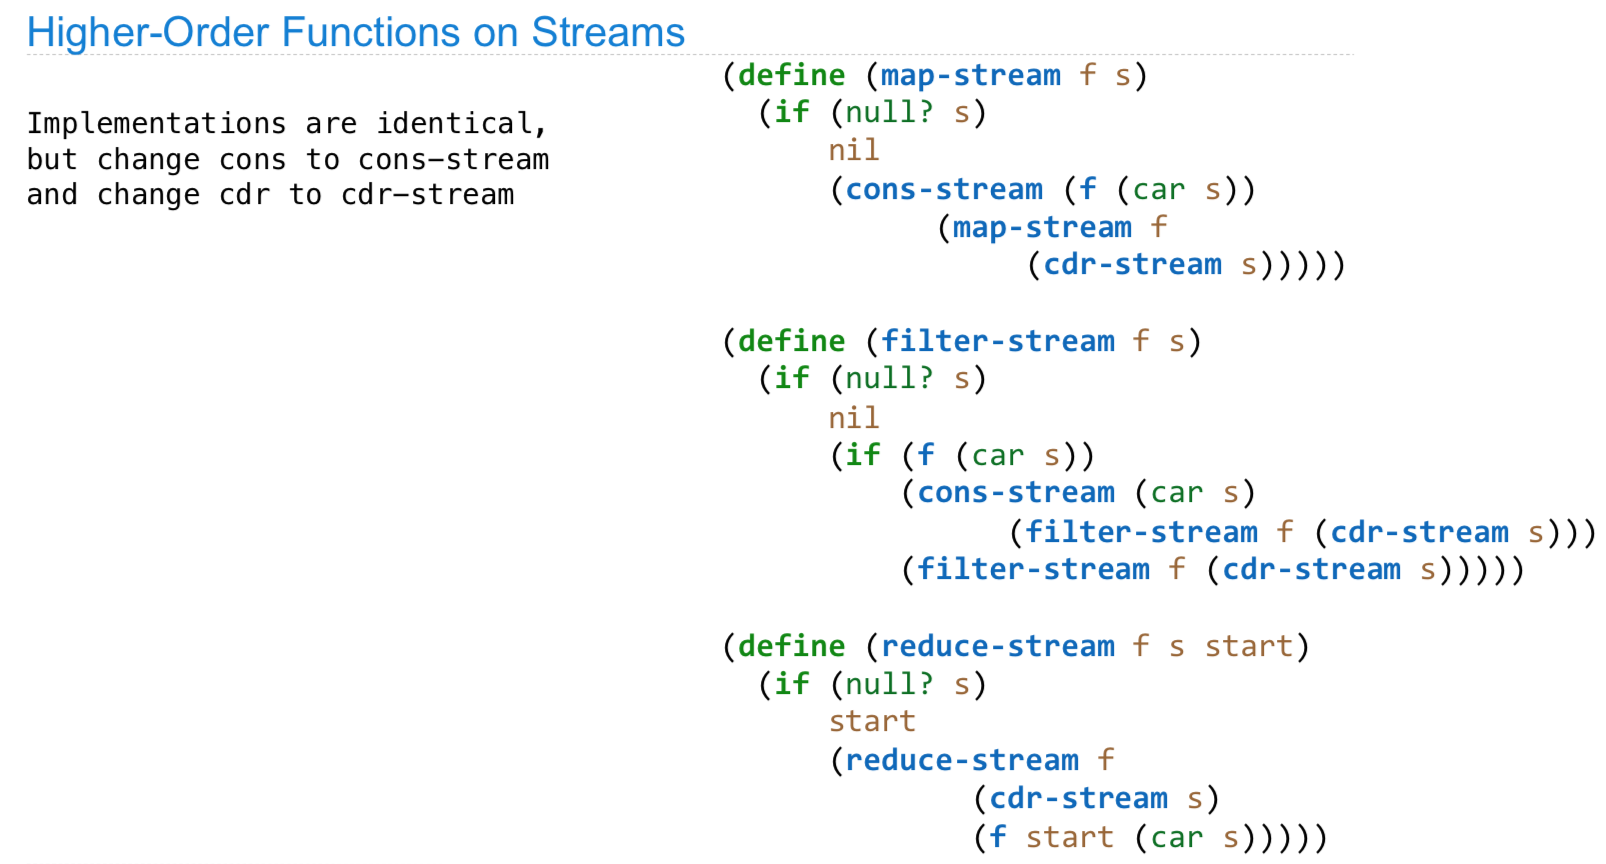 Higher-Order Functions on Streams
Implementations are identical,
but change cons to cons-stream
and change cdr to cdr-stream
(define (map-stream f s)
(if (null? s)
nil
(cons-stream (f (car s))
(map-stream f
(cdr-stream s)))))
(define (filter-stream f s)
(if (null? s)
nil
(if (f (car s))
(cons-stream (car s)
(filter-stream f (cdr-stream s)))
(filter-stream f (cdr-stream s)))))
(define (reduce-stream f s start)
(if (null? s)
start
(reduce-stream f
(cdr-stream s)
(f start (car s)))))